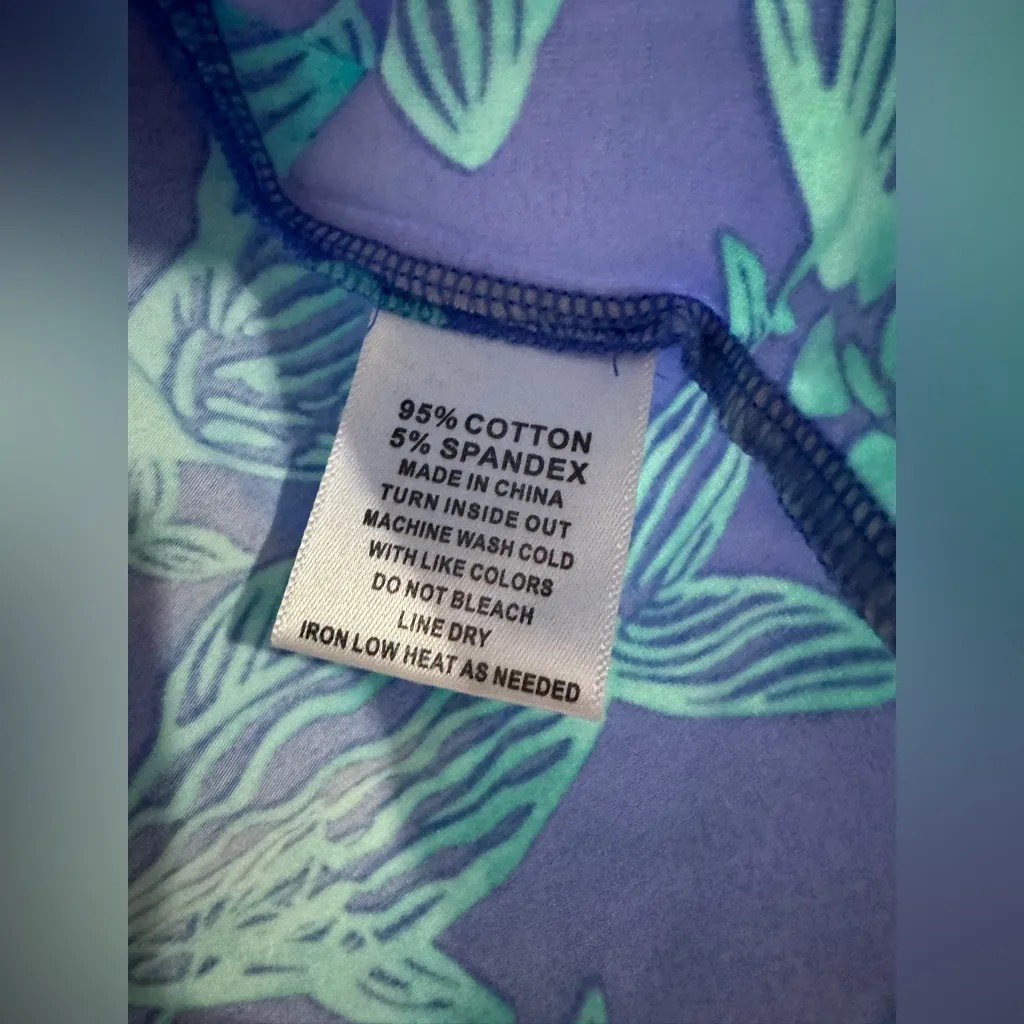 95% COTTON
5% SPANDEX
MADE IN CHINA
TURN INSIDE OUT
MACHINE WASH COLD
WITH LIKE COLORS
DO NOT BLEACH
LINE DRY
IRON LOW HEAT AS NEEDED